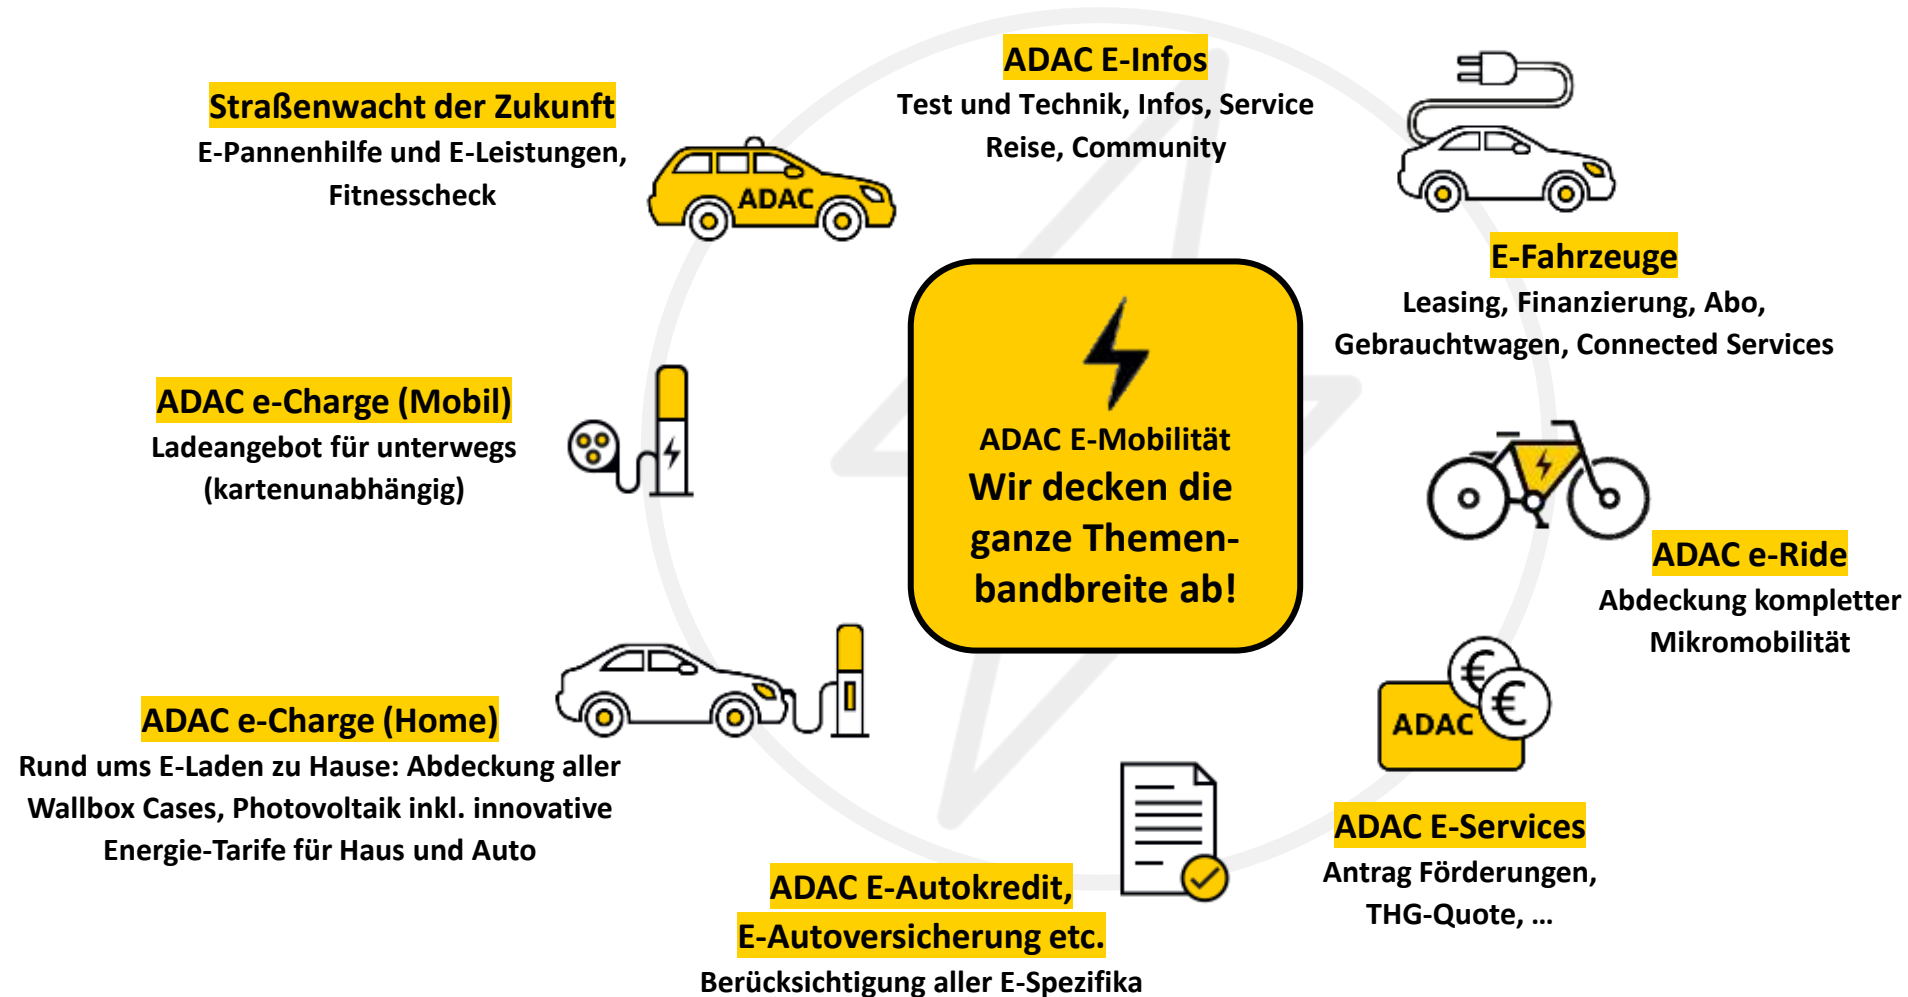 ADAC E-Infos
Test und Technik, Infos, Service
Reise, Community
Straßenwacht der Zukunft
E-Pannenhilfe und E-Leistungen,
Fitnesscheck
ADAC
E-Fahrzeuge
Leasing, Finanzierung, Abo,
Gebrauchtwagen, Connected Services
ADAC e-Charge (Mobil)
Ladeangebot für unterwegs
(kartenunabhängig)
ADAC E-Mobilität
Wir decken die
ganze Themen-
bandbreite ab!
ADAC e-Ride
Abdeckung kompletter
Mikromobilität
ADAC e-Charge (Home)
Rund ums E-Laden zu Hause: Abdeckung aller
Wallbox Cases, Photovoltaik inkl. innovative
Energie-Tarife für Haus und Auto
€
€
ADAC
ADAC E-Services
Antrag Förderungen,
THG-Quote, …
ADAC E-Autokredit,
E-Autoversicherung etc.
Berücksichtigung aller E-Spezifika